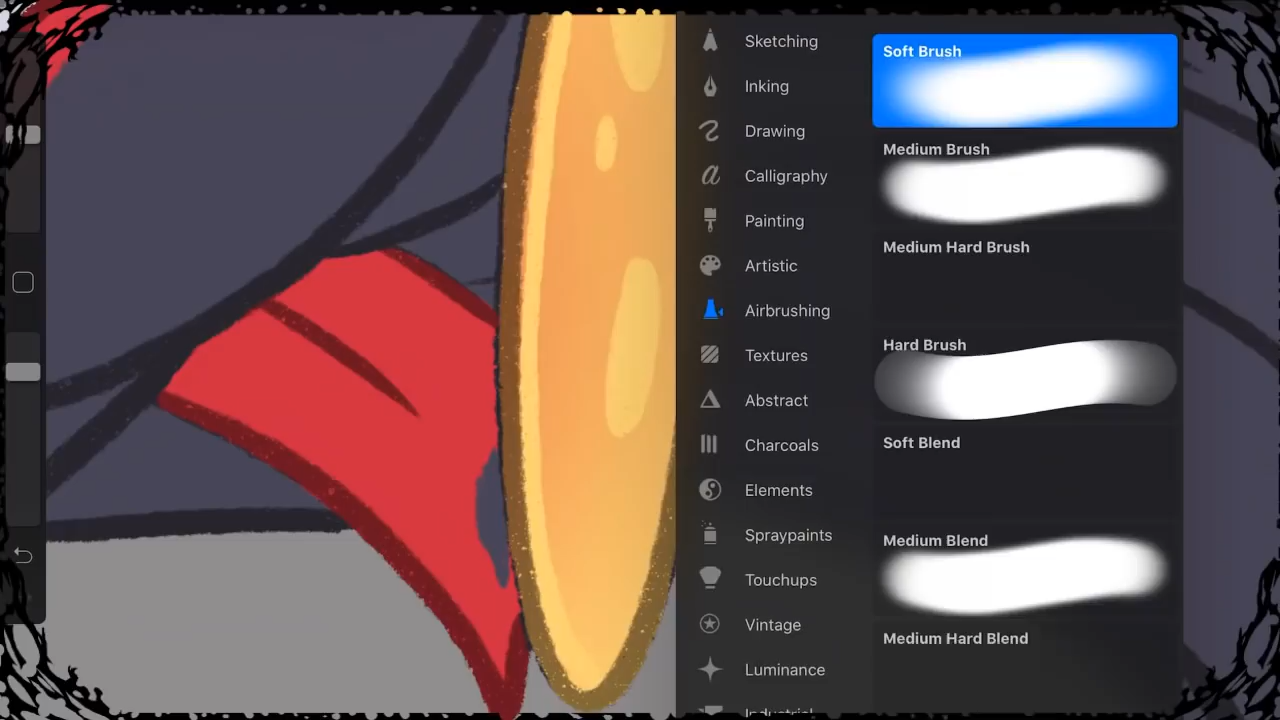 Sketching
Inking
Drawing
Calligraphy
Painting
Artistic
Airbrushing
Textures
Abstract
Charcoals
Elements
Spraypaints
Touchups
Vintage
Luminance
Industrial
Soft Brush
Medium Brush
Medium Hard Brush
Hard Brush
Soft Blend
Medium Blend
Medium Hard Blend